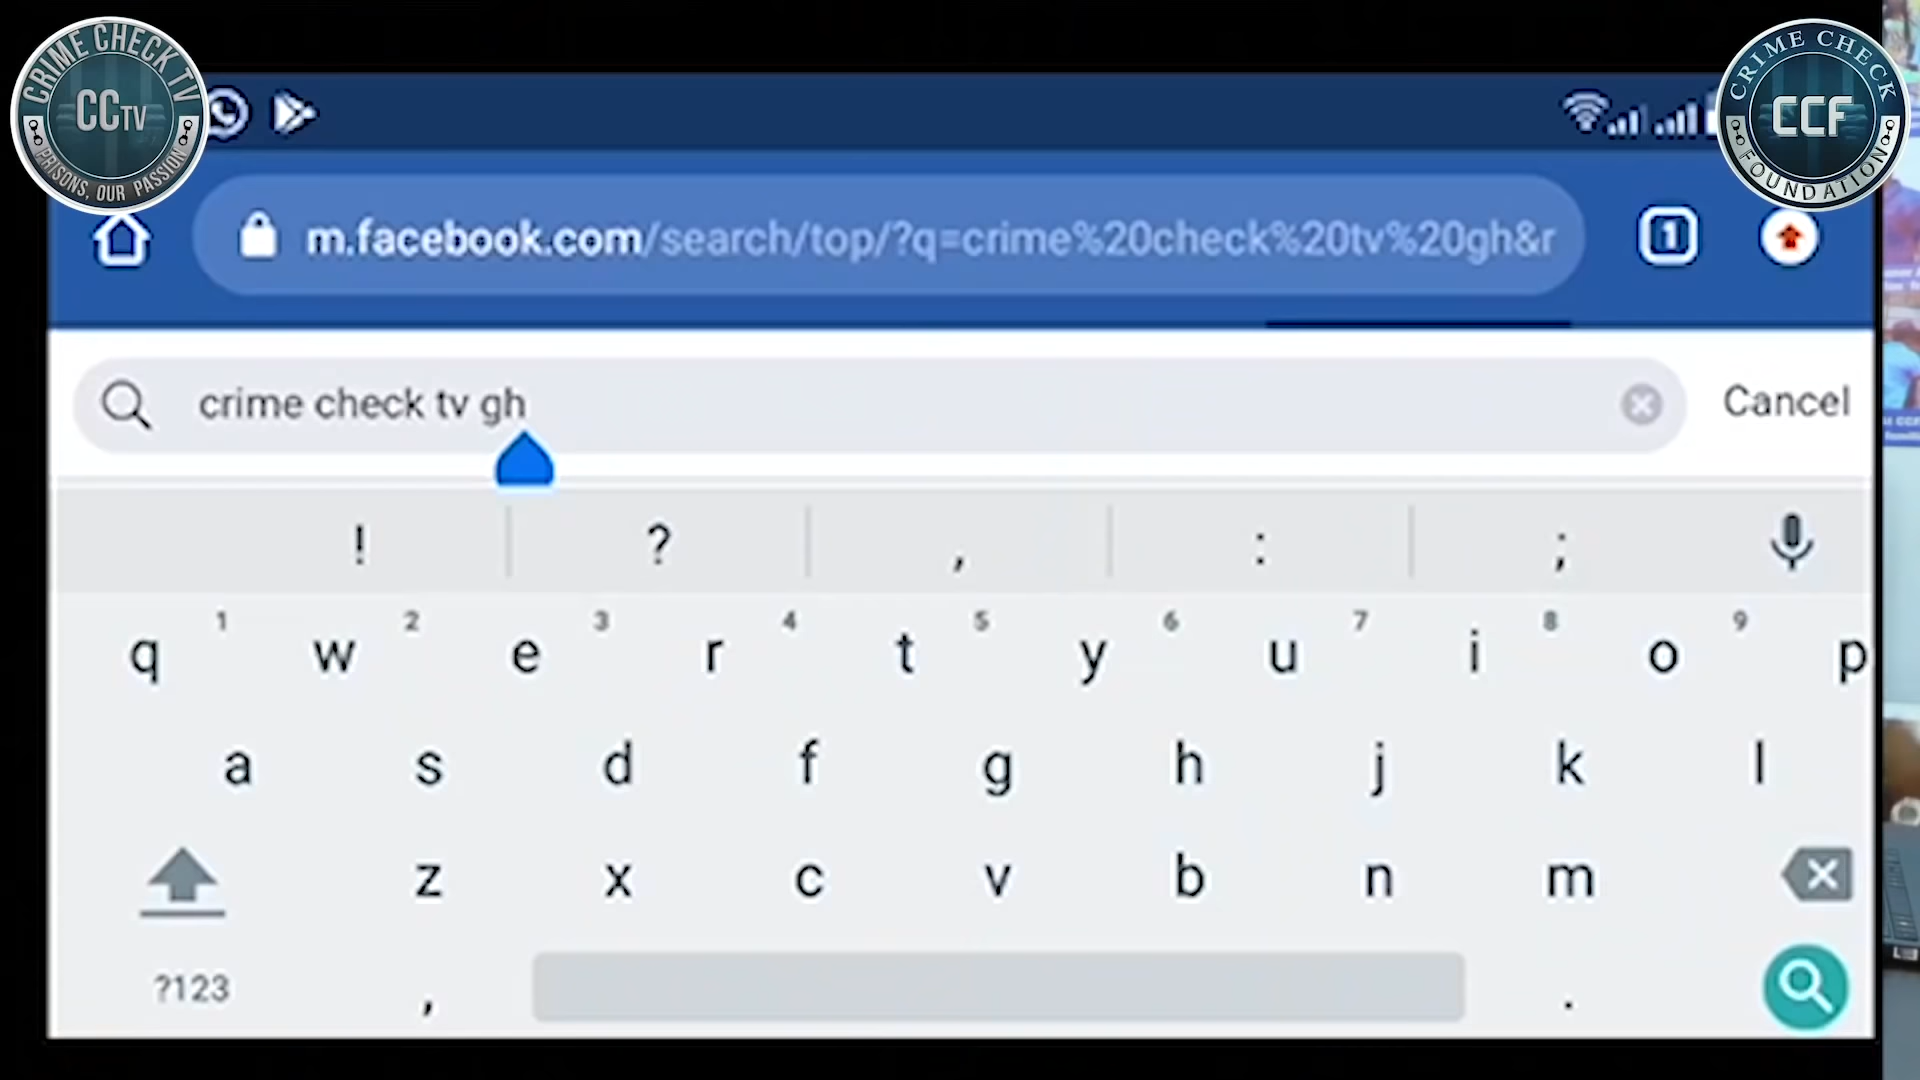 CRIME CHECK TV
CCTV
PRISONS, OUR PASSION
CRIME CHECK
CCF
FOUNDATION
m.facebook.com/search/top/?q=crime%20check%20tv%20gh&r
1
crime check tv gh
Cancel
! ? , : ;
1 2 3 4 5 6 7 8 9
q w e r t y u i o p
a s d f g h j k l
z x c v b n m
?123 , .